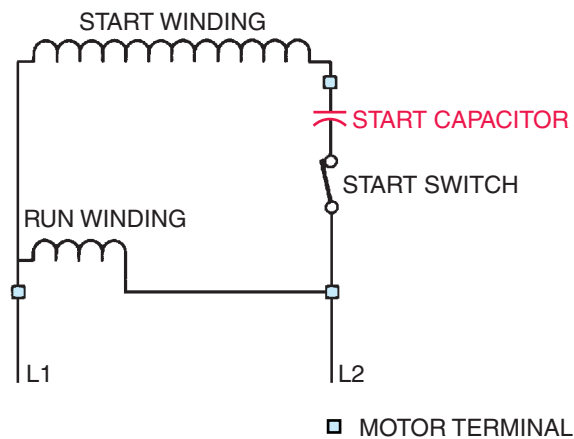 START WINDING
START CAPACITOR
START SWITCH
RUN WINDING
L1
L2
MOTOR TERMINAL